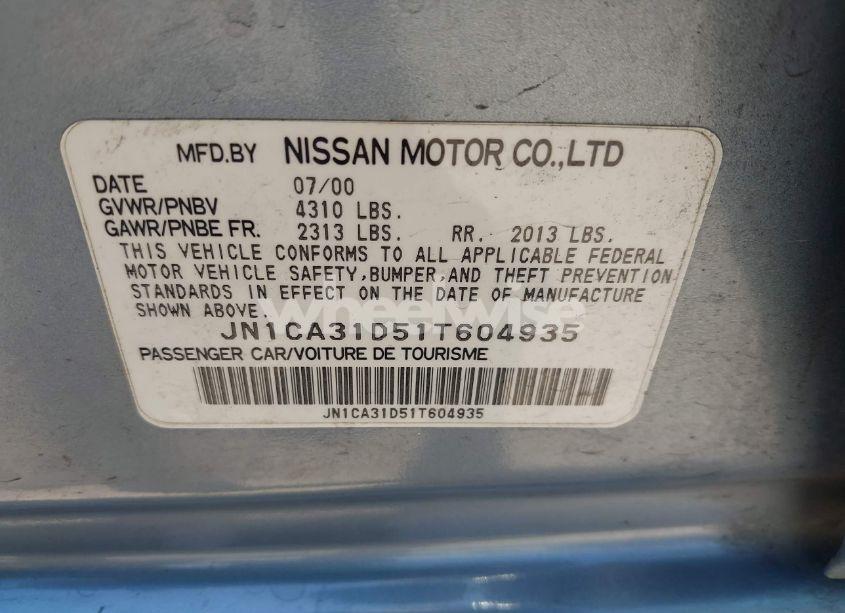 MFD.BY NISSAN MOTOR CO.,LTD
DATE 07/00
GVWR/PNBV 4310 LBS.
GAWR/PNBE FR. 2313 LBS. RR. 2013 LBS.
THIS VEHICLE CONFORMS TO ALL APPLICABLE FEDERAL
MOTOR VEHICLE SAFETY,BUMPER,AND THEFT PREVENTION
STANDARDS IN EFFECT ON THE DATE OF MANUFACTURE
SHOWN ABOVE.
wheelwise
JN1CA31D51T604935
PASSENGER CAR/VOITURE DE TOURISME
JN1CA31D51T604935